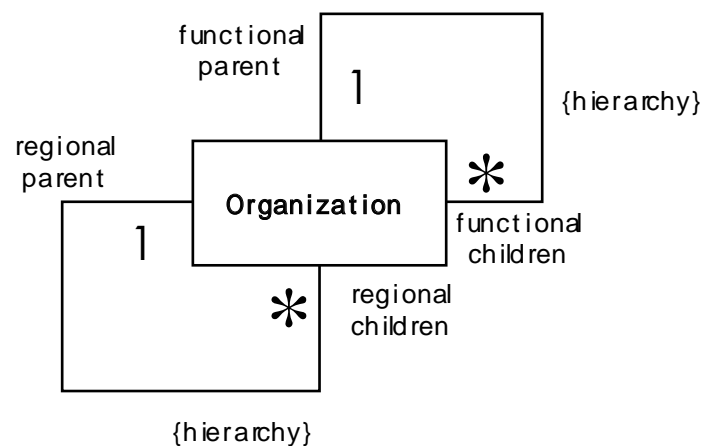 functional
parent
1
{hierarchy}
regional
parent
Organization
*
1
functional
children
*
regional
children
{hierarchy}